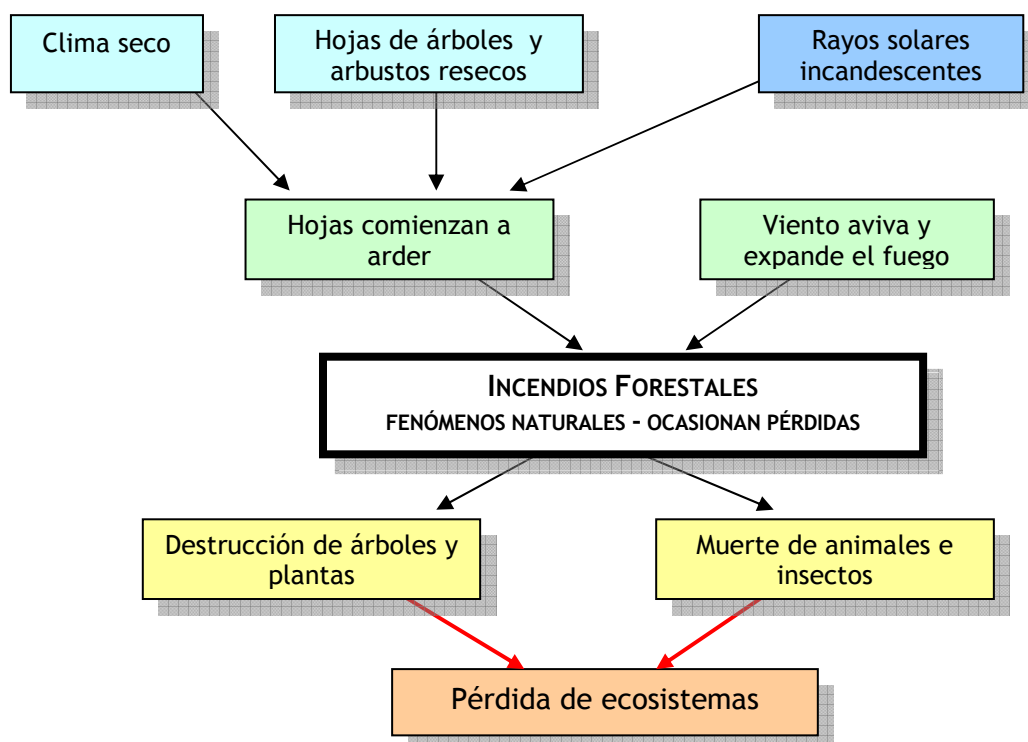 Clima seco
Hojas de árboles y
arbustos resecos
Rayos solares
incandescentes
Hojas comienzan a
arder
Viento aviva y
expande el fuego
INCENDIOS FORESTALES
FENÓMENOS NATURALES - OCASIONAN PÉRDIDAS
Destrucción de árboles y
plantas
Muerte de animales e
insectos
Pérdida de ecosistemas